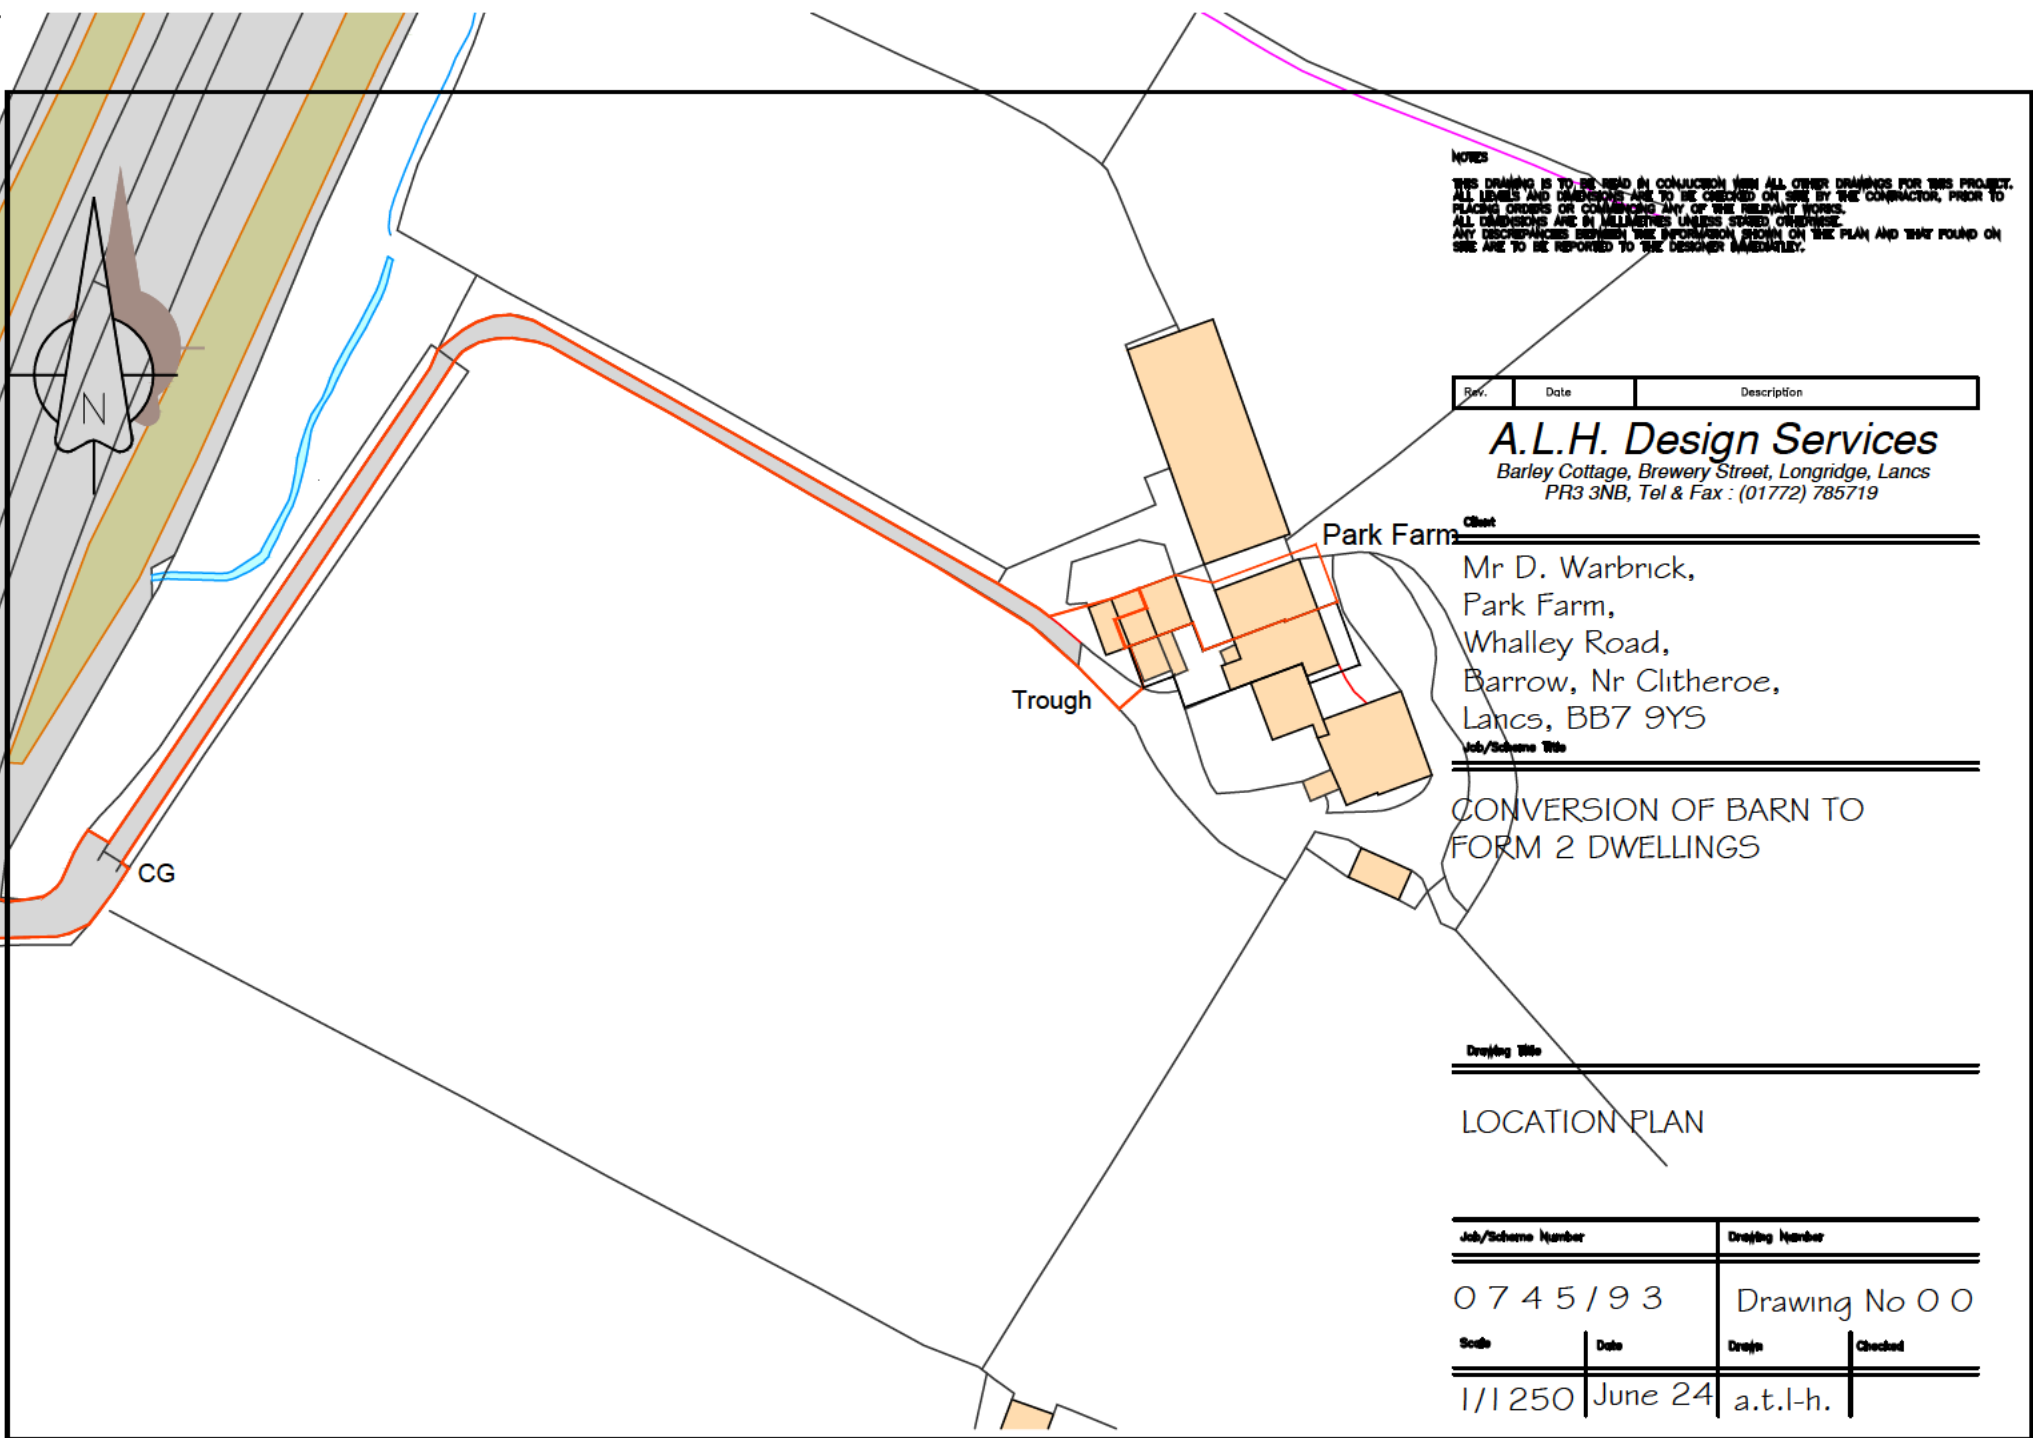 NOTES
THIS DRAWING IS TO BE READ IN CONJUCTION WITH ALL OTHER DRAWINGS FOR THIS PROJECT.
ALL LEVELS AND DIMENSIONS ARE TO BE CHECKED ON SITE BY THE CONTRACTOR, PRIOR TO
PLACING ORDERS OR COMMENCING ANY OF THE RELEVANT WORKS.
ALL DIMENSIONS ARE IN MILLIMETRES UNLESS STATED OTHERWISE.
ANY DISCREPANCIES BETWEEN THE INFORMATION SHOWN ON THE PLAN AND THAT FOUND ON
SITE ARE TO BE REPORTED TO THE DESIGNER IMMEDIATLEY.
Rev. Date Description
A.L.H. Design Services
Barley Cottage, Brewery Street, Longridge, Lancs
PR3 3NB, Tel & Fax : (01772) 785719
Client
Mr D. Warbrick,
Park Farm,
Whalley Road,
Barrow, Nr Clitheroe,
Lancs, BB7 9YS
Job/Scheme Title
CONVERSION OF BARN TO
FORM 2 DWELLINGS
Drawing Title
LOCATION PLAN
Job/Scheme Number Drawing Number
0745/93 Drawing No 00
Scale Date Drawn Checked
1/1250 June 24 a.t.l-h.
N
Park Farm
Trough
CG